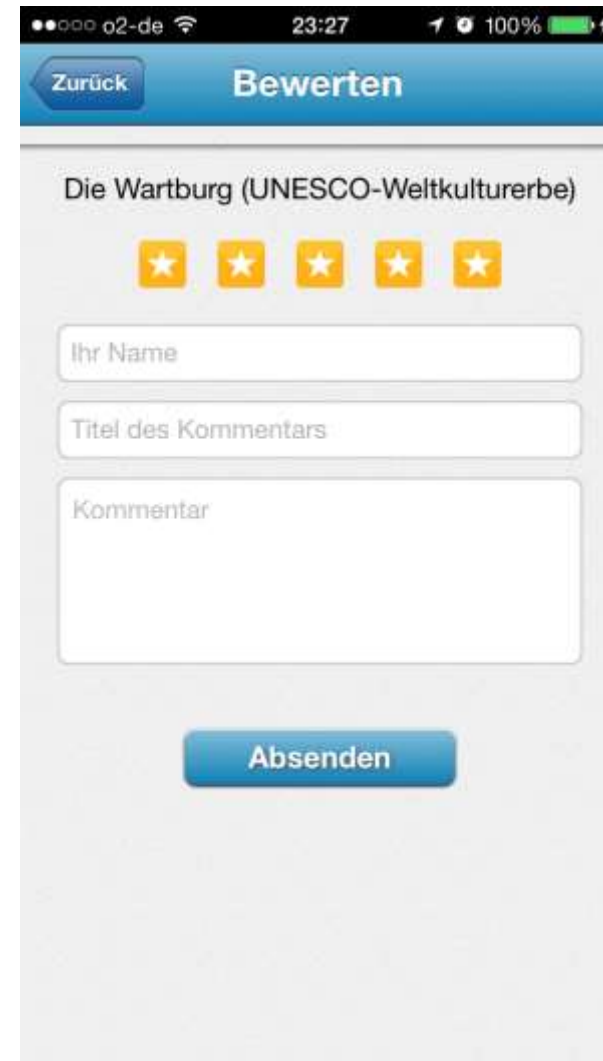 o2-de 23:27 100%
Zurück Bewerten
Die Wartburg (UNESCO-Weltkulturerbe)
Ihr Name
Titel des Kommentars
Kommentar
Absenden